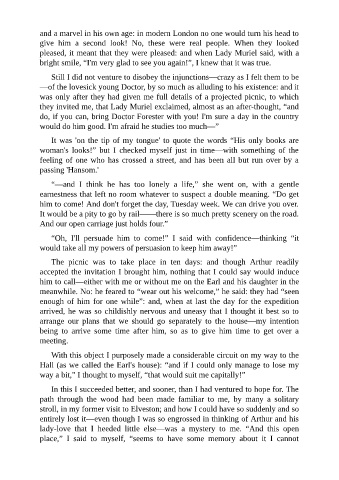 and a marvel in his own age: in modern London no one would turn his head to
give him a second look! No, these were real people. When they looked
pleased, it meant that they were pleased: and when Lady Muriel said, with a
bright smile, “I'm very glad to see you again!”, I knew that it was true.
Still I did not venture to disobey the injunctions—crazy as I felt them to be
—of the lovesick young Doctor, by so much as alluding to his existence: and it
was only after they had given me full details of a projected picnic, to which
they invited me, that Lady Muriel exclaimed, almost as an after-thought, “and
do, if you can, bring Doctor Forester with you! I'm sure a day in the country
would do him good. I'm afraid he studies too much—”
It was 'on the tip of my tongue' to quote the words “His only books are
woman's looks!” but I checked myself just in time—with something of the
feeling of one who has crossed a street, and has been all but run over by a
passing 'Hansom.'
“—and I think he has too lonely a life,” she went on, with a gentle
earnestness that left no room whatever to suspect a double meaning. “Do get
him to come! And don't forget the day, Tuesday week. We can drive you over.
It would be a pity to go by rail——there is so much pretty scenery on the road.
And our open carriage just holds four.”
“Oh, I'll persuade him to come!” I said with confidence—thinking “it
would take all my powers of persuasion to keep him away!”
The picnic was to take place in ten days: and though Arthur readily
accepted the invitation I brought him, nothing that I could say would induce
him to call—either with me or without me on the Earl and his daughter in the
meanwhile. No: he feared to “wear out his welcome,” he said: they had “seen
enough of him for one while”: and, when at last the day for the expedition
arrived, he was so childishly nervous and uneasy that I thought it best so to
arrange our plans that we should go separately to the house—my intention
being to arrive some time after him, so as to give him time to get over a
meeting.
With this object I purposely made a considerable circuit on my way to the
Hall (as we called the Earl's house): “and if I could only manage to lose my
way a bit,” I thought to myself, “that would suit me capitally!”
In this I succeeded better, and sooner, than I had ventured to hope for. The
path through the wood had been made familiar to me, by many a solitary
stroll, in my former visit to Elveston; and how I could have so suddenly and so
entirely lost it—even though I was so engrossed in thinking of Arthur and his
lady-love that I heeded little else—was a mystery to me. “And this open
place,” I said to myself, “seems to have some memory about it I cannot